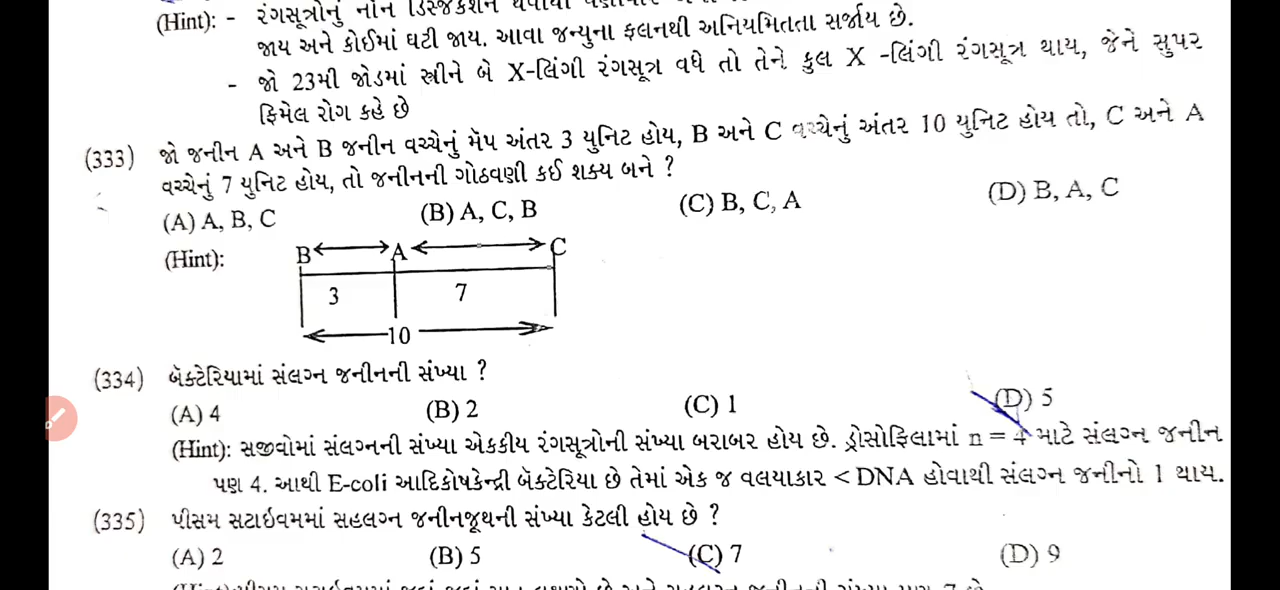 (Hint): - રંગસૂત્રોનું નોન ડિસ્જંકશન થવાથી
જાય અને કોઈમાં ઘટી જાય. આવા જન્યુના ફલનથી અનિયમિતતા સર્જાય છે.
- જો 23મી જોડમાં સ્ત્રીને બે X-લિંગી રંગસૂત્ર વધે તો તેને કુલ X -લિંગી રંગસૂત્ર થાય, જેને સુપર
ફિમેલ રોગ કહે છે
(333) જો જનીન A અને B જનીન વચ્ચેનું મૅપ અંતર 3 યુનિટ હોય, B અને C વચ્ચેનું અંતર 10 યુનિટ હોય તો, C અને A
વચ્ચેનું 7 યુનિટ હોય, તો જનીનની ગોઠવણી કઈ શક્ય બને ?
(A) A, B, C (B) A, C, B (C) B, C, A (D) B, A, C
(Hint): B A C
3 7
10
(334) બૅક્ટેરિયામાં સંલગ્ન જનીનની સંખ્યા ?
(A) 4 (B) 2 (C) 1 (D) 5
(Hint): સજીવોમાં સંલગ્નની સંખ્યા એકકીય રંગસૂત્રોની સંખ્યા બરાબર હોય છે. ડ્રોસોફિલામાં n = 4 માટે સંલગ્ન જનીન
પણ 4. આથી E-coli આદિકોષકેન્દ્રી બૅક્ટેરિયા છે તેમાં એક જ વલયાકાર < DNA હોવાથી સંલગ્ન જનીનો 1 થાય.
(335) પીસમ સટાઇવમમાં સહલગ્ન જનીનજૂથની સંખ્યા કેટલી હોય છે ?
(A) 2 (B) 5 (C) 7 (D) 9